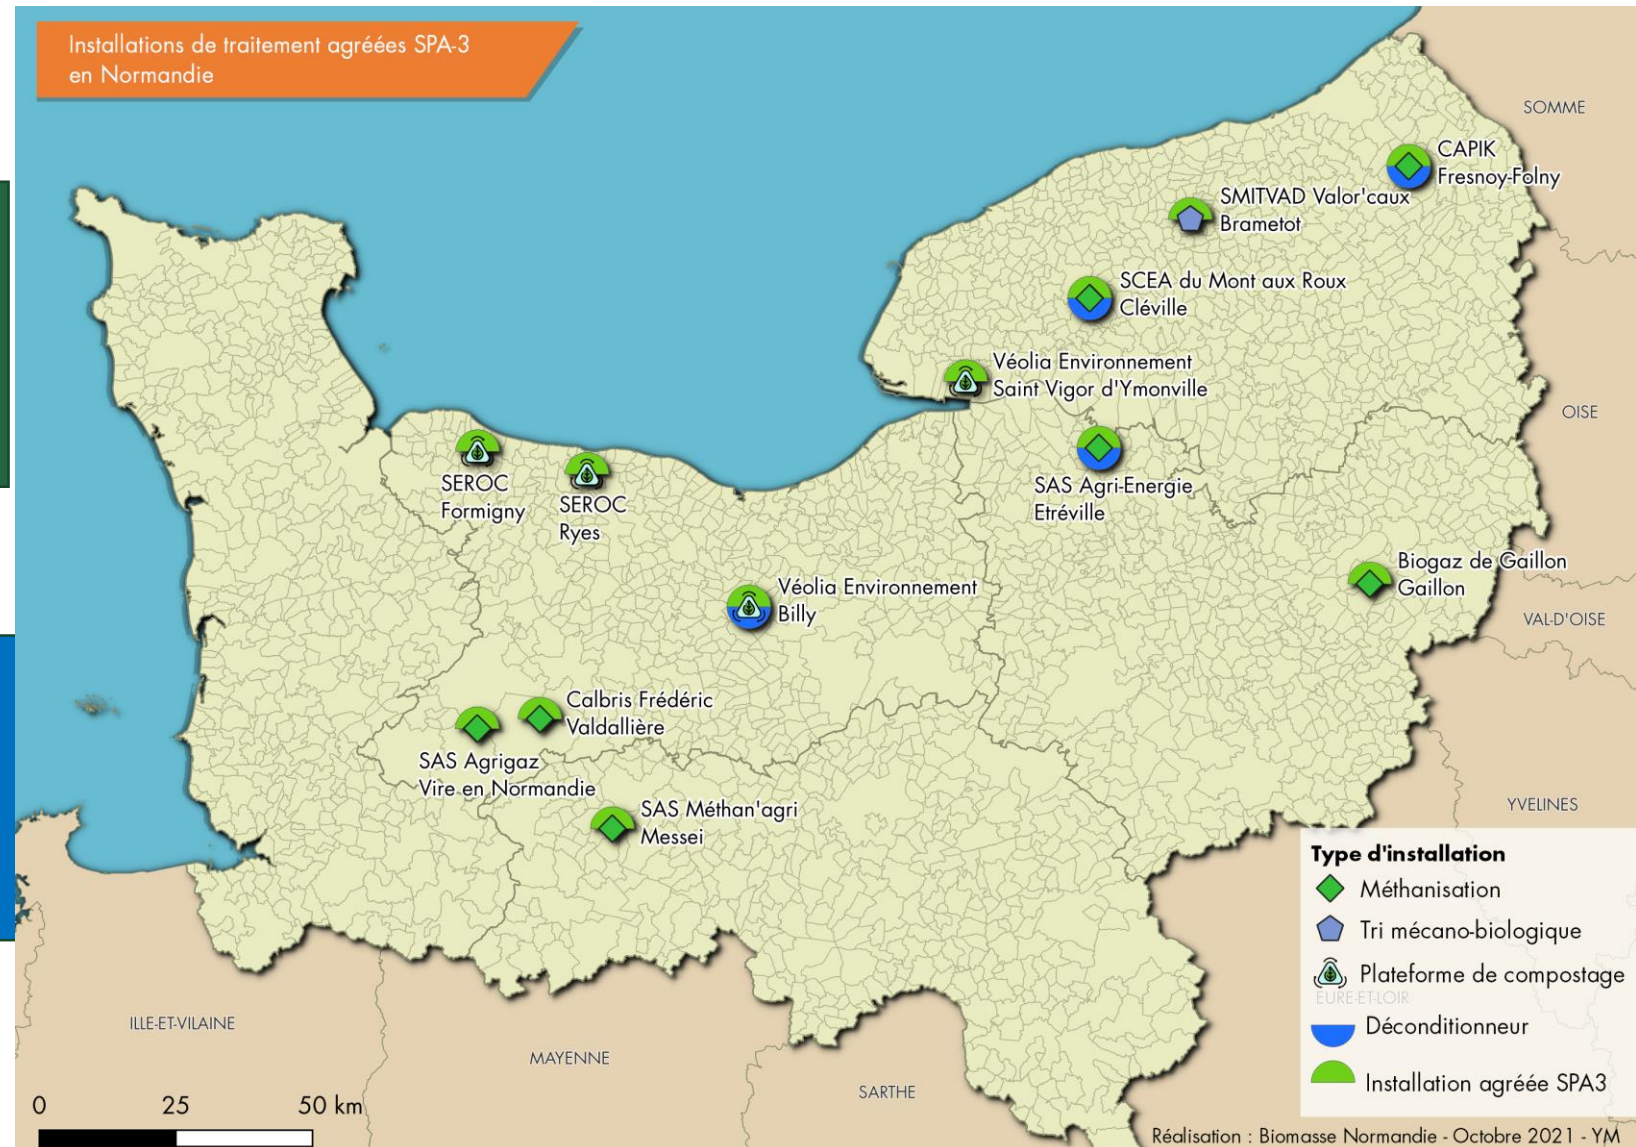 Installations de traitement agréées SPA-3
en Normandie
SOMME
CAPIK
Fresnoy-Folny
SMITVAD Valor'caux
Brametot
SCEA du Mont aux Roux
Cléville
Véolia Environnement
Saint Vigor d'Ymonville
OISE
SEROC
Formigny
SEROC
Ryes
SAS Agri-Energie
Etréville
Biogaz de Gaillon
Gaillon
Véolia Environnement
Billy
VAL-D'OISE
Calbris Frédéric
Valdallière
SAS Agrigaz
Vire en Normandie
SAS Méthan'agri
Messei
YVELINES
Type d'installation
Méthanisation
Tri mécano-biologique
Plateforme de compostage
EURE-ET-LOIR
Déconditionneur
Installation agréée SPA3
ILLE-ET-VILAINE
MAYENNE
SARTHE
0 25 50 km
Réalisation : Biomasse Normandie - Octobre 2021 - YM